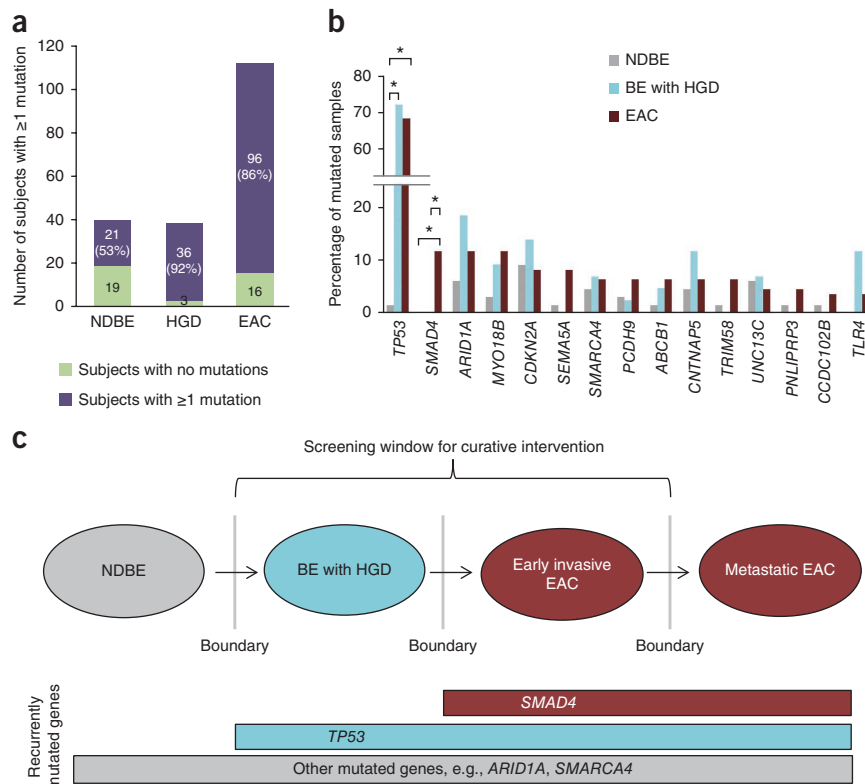 a
Number of subjects with ≥1 mutation
120
100
80
60
40
20
0
21
(53%)
19
36
(92%)
3
96
(86%)
16
NDBE
HGD
EAC
Subjects with no mutations
Subjects with ≥1 mutation
b
Percentage of mutated samples
80
60
20
10
0
*
*
*
*
NDBE
BE with HGD
EAC
TP53
SMAD4
ARID1A
MYO18B
CDKN2A
SEMA5A
SMARCA4
PCDH9
ABCB1
CNTNAP5
TRIM58
UNC13C
PNLIPRP3
CCDC102B
TLR4
c
Screening window for curative intervention
NDBE
BE with HGD
Early invasive
EAC
Metastatic EAC
Boundary
Boundary
Boundary
Recurrently
mutated genes
SMAD4
TP53
Other mutated genes, e.g., ARID1A, SMARCA4